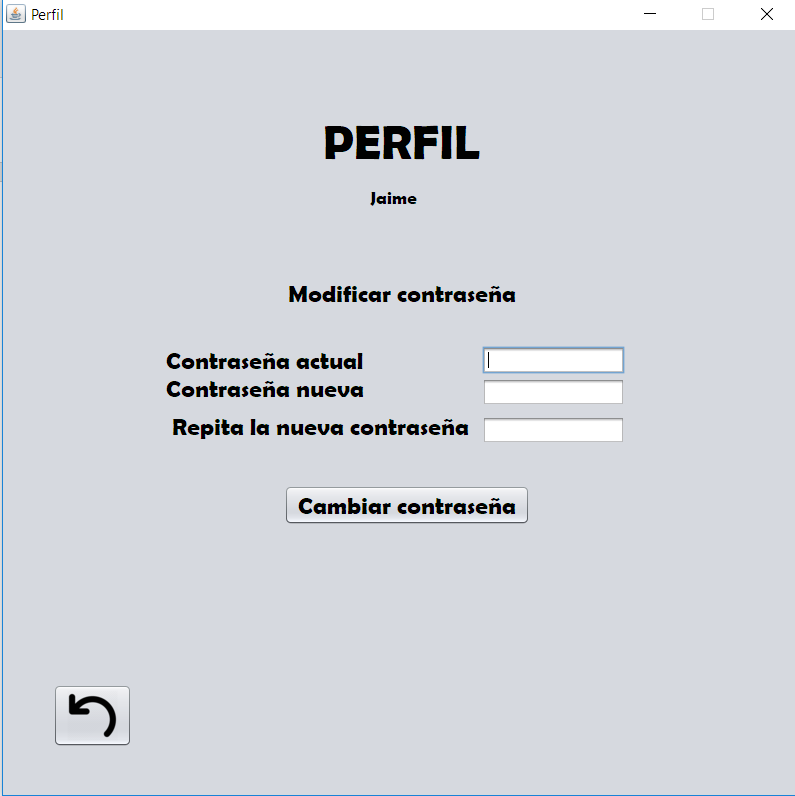 Perfil
PERFIL
Jaime
Modificar contraseña
Contraseña actual
Contraseña nueva
Repita la nueva contraseña
Cambiar contraseña